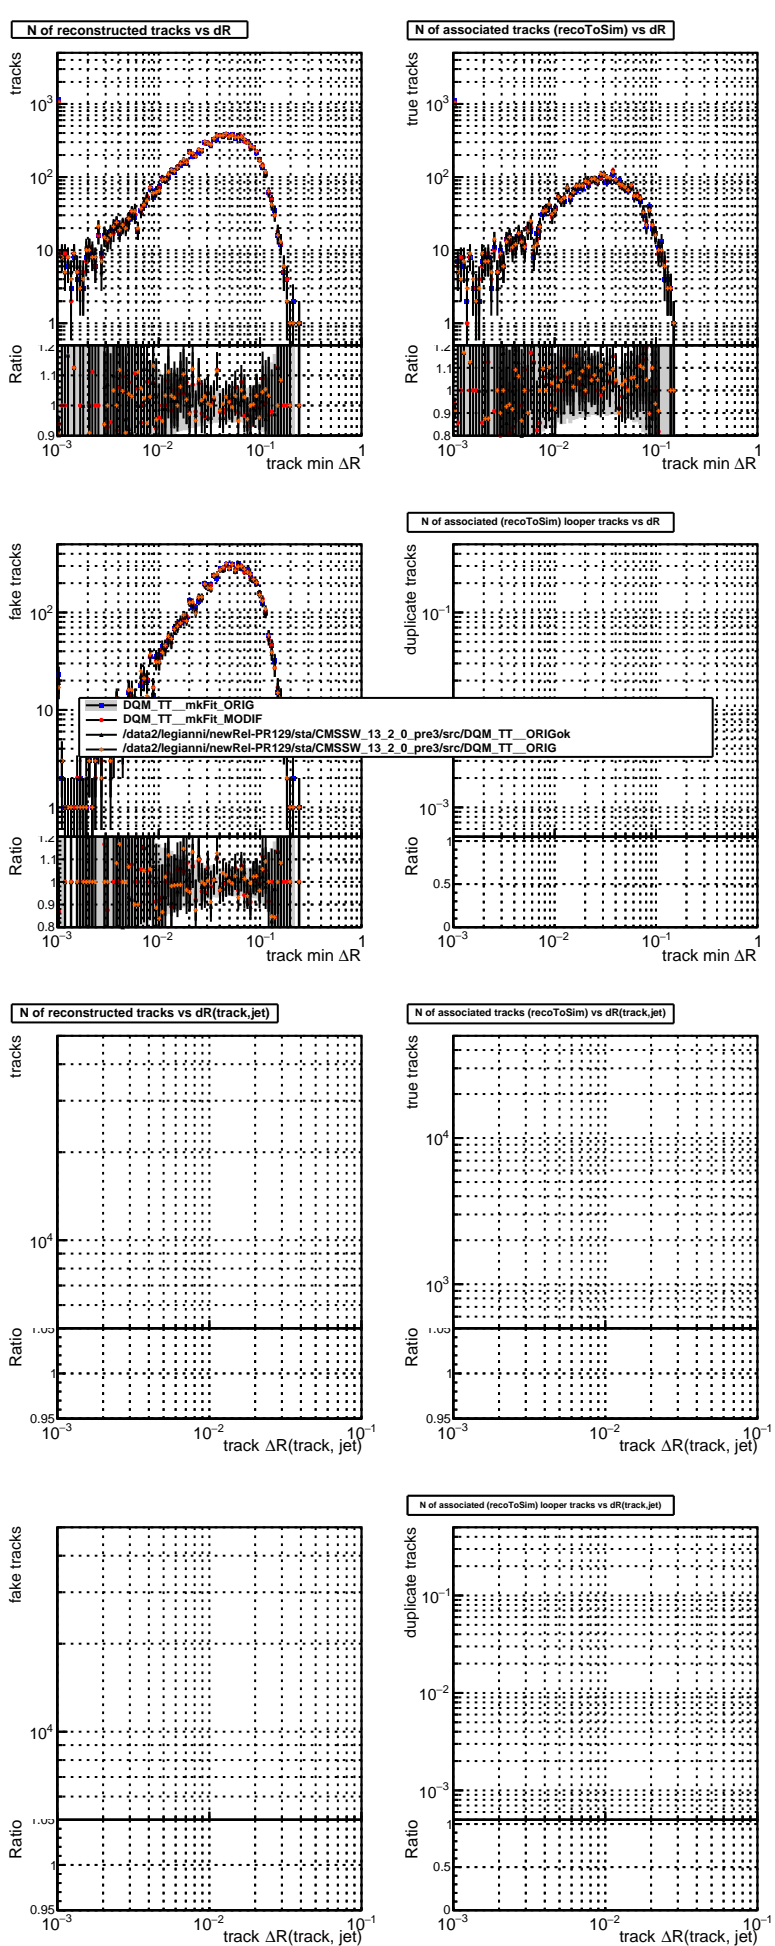 N of reconstructed tracks vs dR
tracks
10³
10²
10
1
Ratio
1.2
1.1
1
0.9
10⁻³
10⁻²
10⁻¹
1
track min ΔR
N of associated tracks (recoToSim) vs dR
true tracks
10³
10²
10
1
Ratio
1.2
1.1
1
0.9
0.8
10⁻³
10⁻²
10⁻¹
1
track min ΔR
fake tracks
10²
10
1
Ratio
1.2
1.1
1
0.9
0.8
10⁻³
10⁻²
10⁻¹
1
track min ΔR
N of associated (recoToSim) looper tracks vs dR
duplicate tracks
10⁻¹
10⁻³
Ratio
1
0.5
0
10⁻³
10⁻²
10⁻¹
1
track min ΔR
DQM_TT__mkFit_ORIG
DQM_TT__mkFit_MODIF
/data2/legianni/newRel-PR129/sta/CMSSW_13_2_0_pre3/src/DQM_TT__ORIGok
/data2/legianni/newRel-PR129/sta/CMSSW_13_2_0_pre3/src/DQM_TT__ORIG
N of reconstructed tracks vs dR(track,jet)
tracks
10⁴
Ratio
1.05
1
0.95
10⁻³
10⁻²
10⁻¹
track ΔR(track, jet)
N of associated tracks (recoToSim) vs dR(track,jet)
true tracks
10⁴
10³
Ratio
1.05
1
0.95
10⁻³
10⁻²
10⁻¹
track ΔR(track, jet)
fake tracks
10⁴
Ratio
1.05
1
0.95
10⁻³
10⁻²
10⁻¹
track ΔR(track, jet)
N of associated (recoToSim) looper tracks vs dR(track,jet)
duplicate tracks
10⁻¹
10⁻²
10⁻³
Ratio
1
0.5
0
10⁻³
10⁻²
10⁻¹
track ΔR(track, jet)